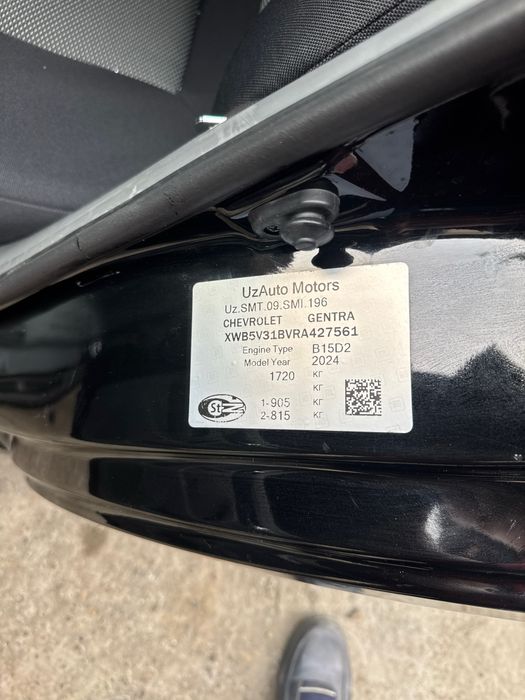 UzAuto Motors
Uz.SMT.09.SMI.196
CHEVROLET GENTRA
XWB5V31BVRA427561
Engine Type B15D2
Model Year 2024
1720 КГ
КГ
1-905 КГ
2-815 КГ
St